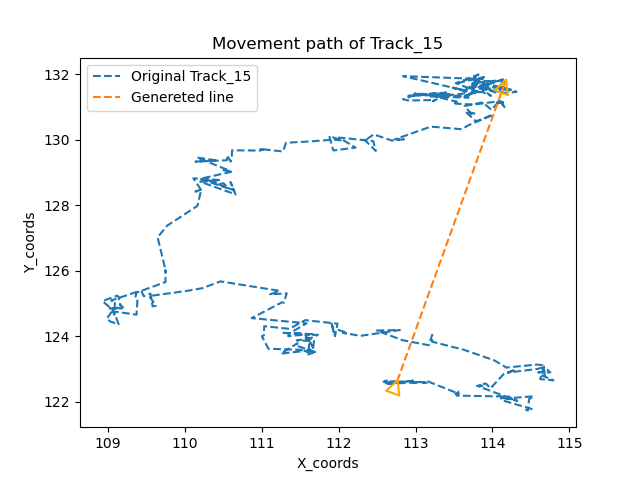 Movement path of Track_15
Original Track_15
Genereted line
Y_coords
132
130
128
126
124
122
109 110 111 112 113 114 115
X_coords